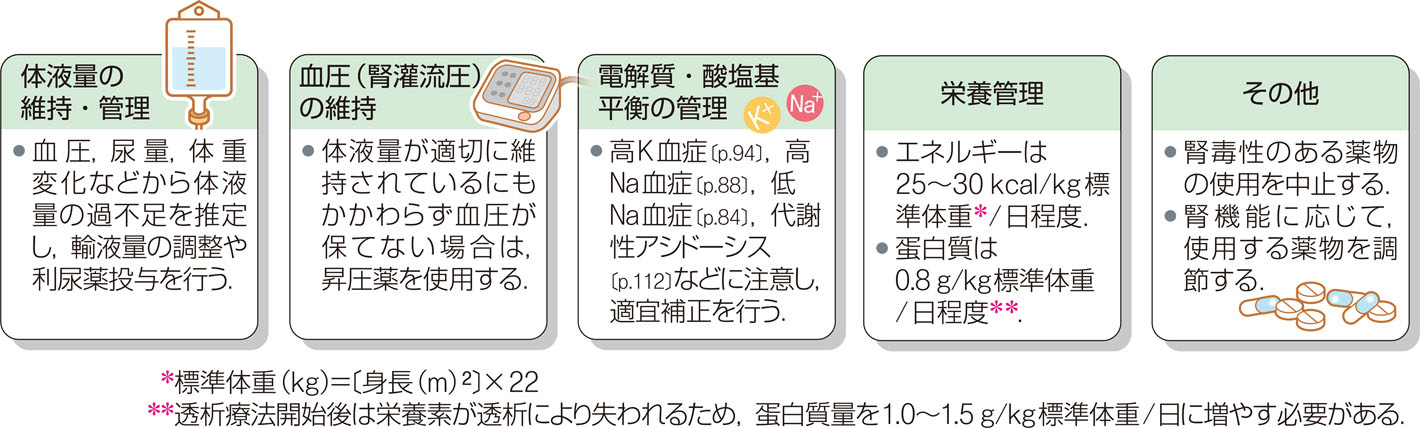 体液量の
維持・管理
● 血圧，尿量，体重
変化などから体液
量の過不足を推定
し，輸液量の調整や
利尿薬投与を行う．
血圧（腎灌流圧）
の維持
● 体液量が適切に維
持されているにも
かかわらず血圧が
保てない場合は，
昇圧薬を使用する．
電解質・酸塩基
平衡の管理
K+
Na+
● 高K血症〔p.94〕，高
Na血症〔p.88〕，低
Na血症〔p.84〕，代謝
性アシドーシス
〔p.112〕などに注意し，
適宜補正を行う．
栄養管理
● エネルギーは
25〜30 kcal/kg標
準体重*/日程度．
● 蛋白質は
0.8 g/kg標準体重
/日程度**．
その他
● 腎毒性のある薬物
の使用を中止する．
● 腎機能に応じて，
使用する薬物を調
節する．
*標準体重（kg）＝〔身長（m）²〕×22
**透析療法開始後は栄養素が透析により失われるため，蛋白質量を1.0〜1.5 g/kg標準体重/日に増やす必要がある．